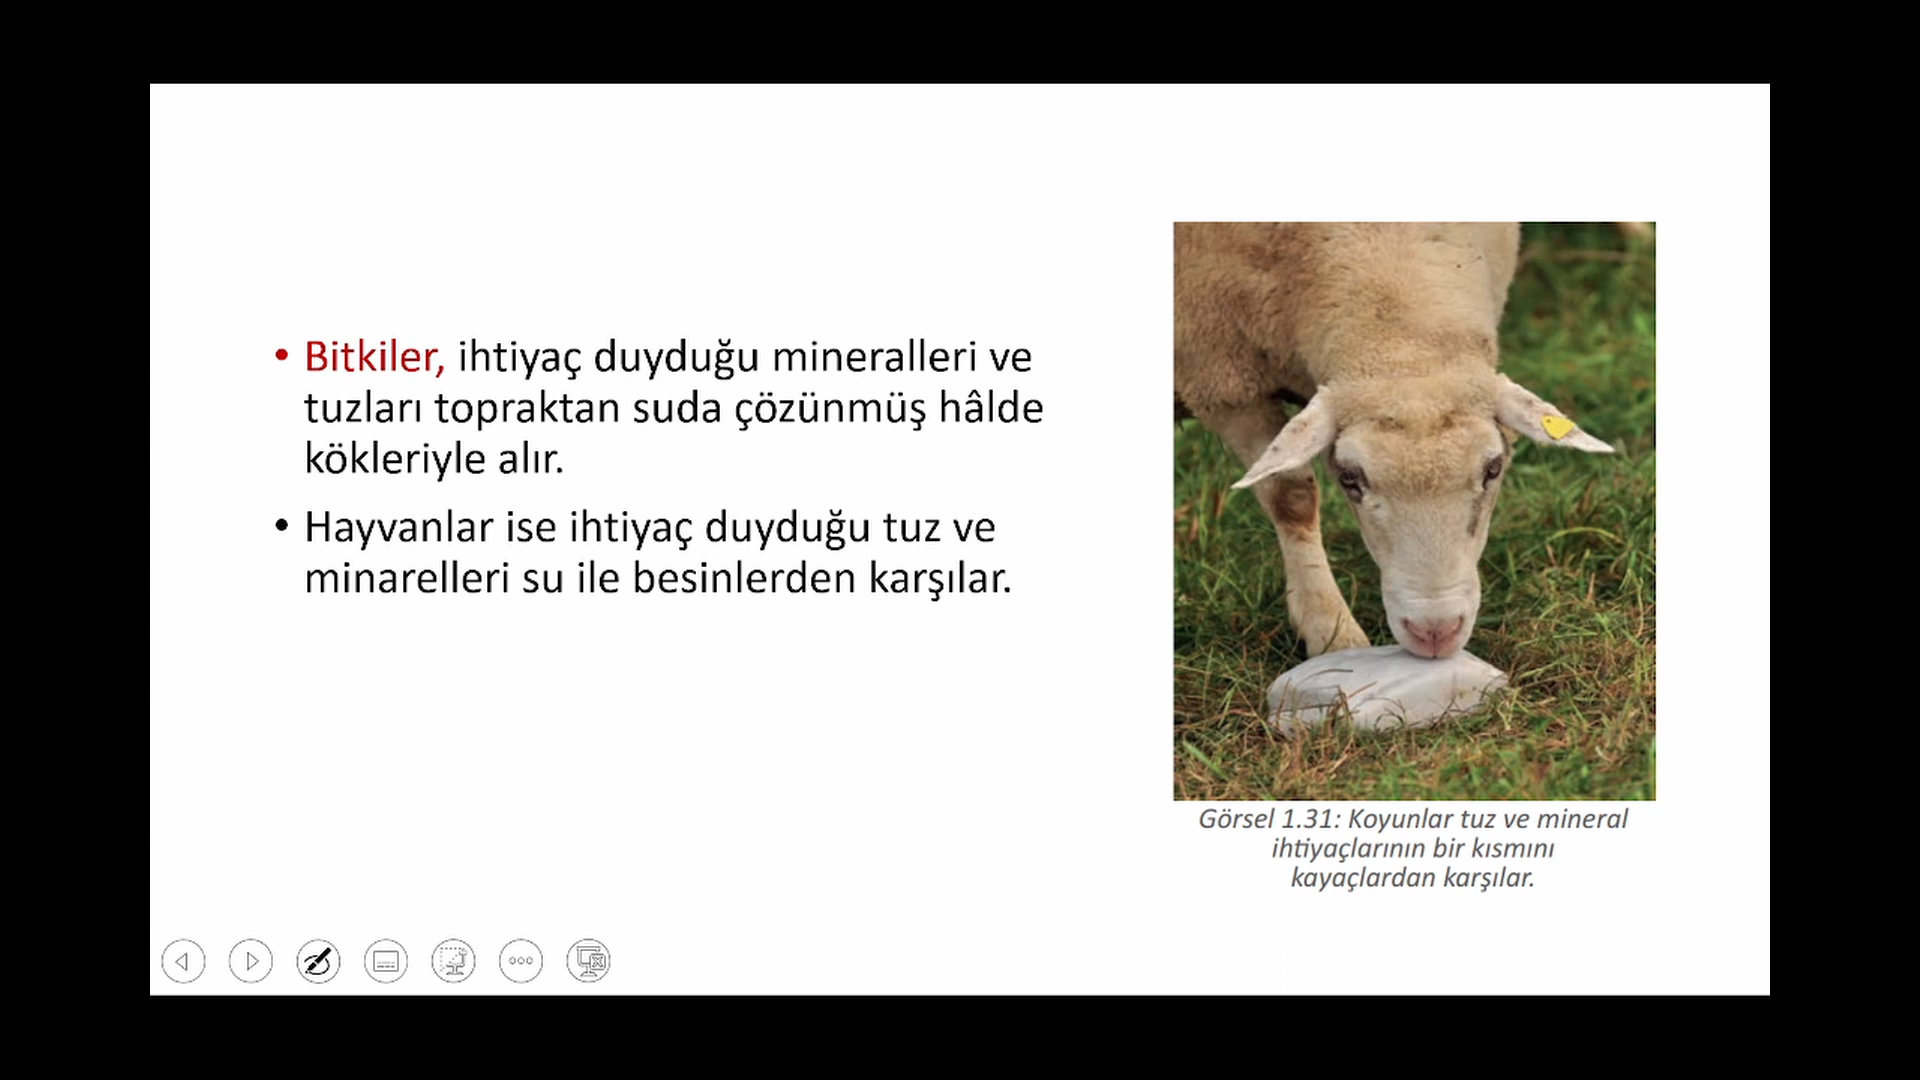 • Bitkiler, ihtiyaç duyduğu mineralleri ve
tuzları topraktan suda çözünmüş hâlde
kökleriyle alır.
• Hayvanlar ise ihtiyaç duyduğu tuz ve
minarelleri su ile besinlerden karşılar.
Görsel 1.31: Koyunlar tuz ve mineral
ihtiyaçlarının bir kısmını
kayaçlardan karşılar.